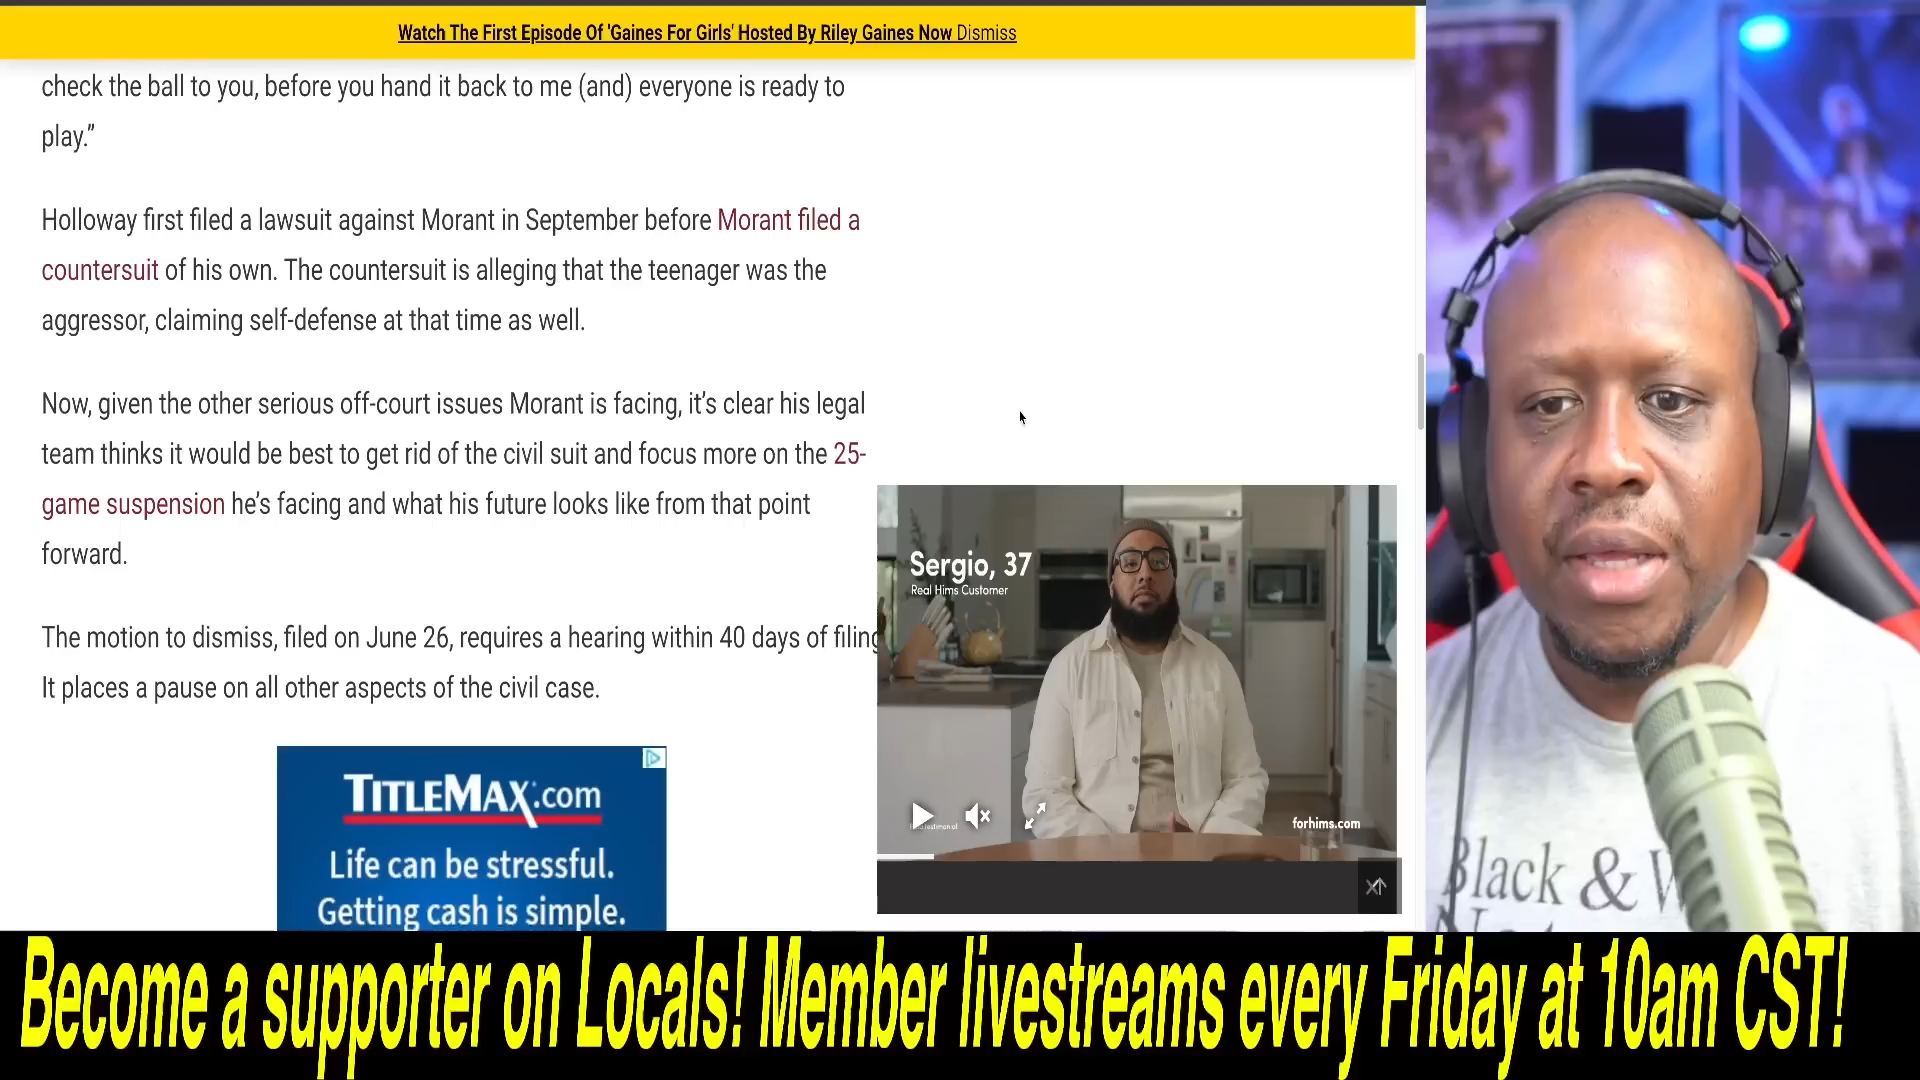 Watch The First Episode Of 'Gaines For Girls' Hosted By Riley Gaines Now Dismiss
check the ball to you, before you hand it back to me (and) everyone is ready to
play.”
Holloway first filed a lawsuit against Morant in September before Morant filed a
countersuit of his own. The countersuit is alleging that the teenager was the
aggressor, claiming self-defense at that time as well.
Now, given the other serious off-court issues Morant is facing, it’s clear his legal
team thinks it would be best to get rid of the civil suit and focus more on the 25-
game suspension he’s facing and what his future looks like from that point
forward.
The motion to dismiss, filed on June 26, requires a hearing within 40 days of filing
It places a pause on all other aspects of the civil case.
Sergio, 37
Real Hims Customer
forhims.com
TITLEMAX.com
Life can be stressful.
Getting cash is simple.
Black & W
Become a supporter on Locals! Member livestreams every Friday at 10am CST!